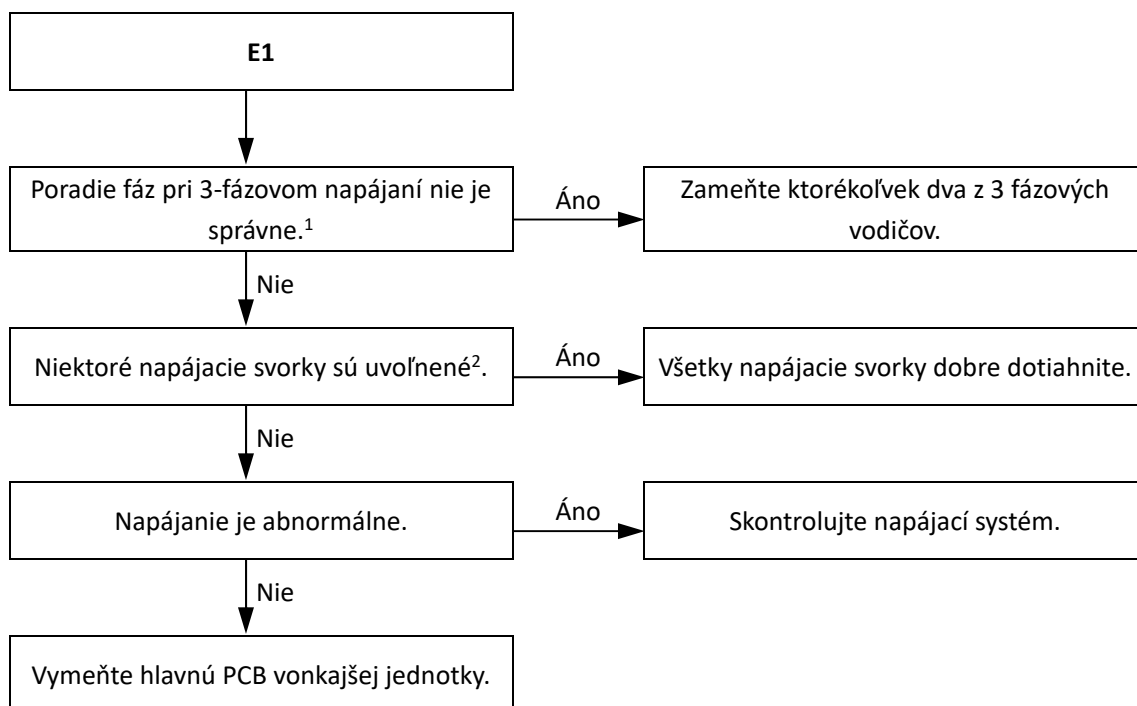 E1
Poradie fáz pri 3-fázovom napájaní nie je
správne.¹
Áno
Zameňte ktorékoľvek dva z 3 fázových
vodičov.
Nie
Niektoré napájacie svorky sú uvoľnené².
Áno
Všetky napájacie svorky dobre dotiahnite.
Nie
Napájanie je abnormálne.
Áno
Skontrolujte napájací systém.
Nie
Vymeňte hlavnú PCB vonkajšej jednotky.